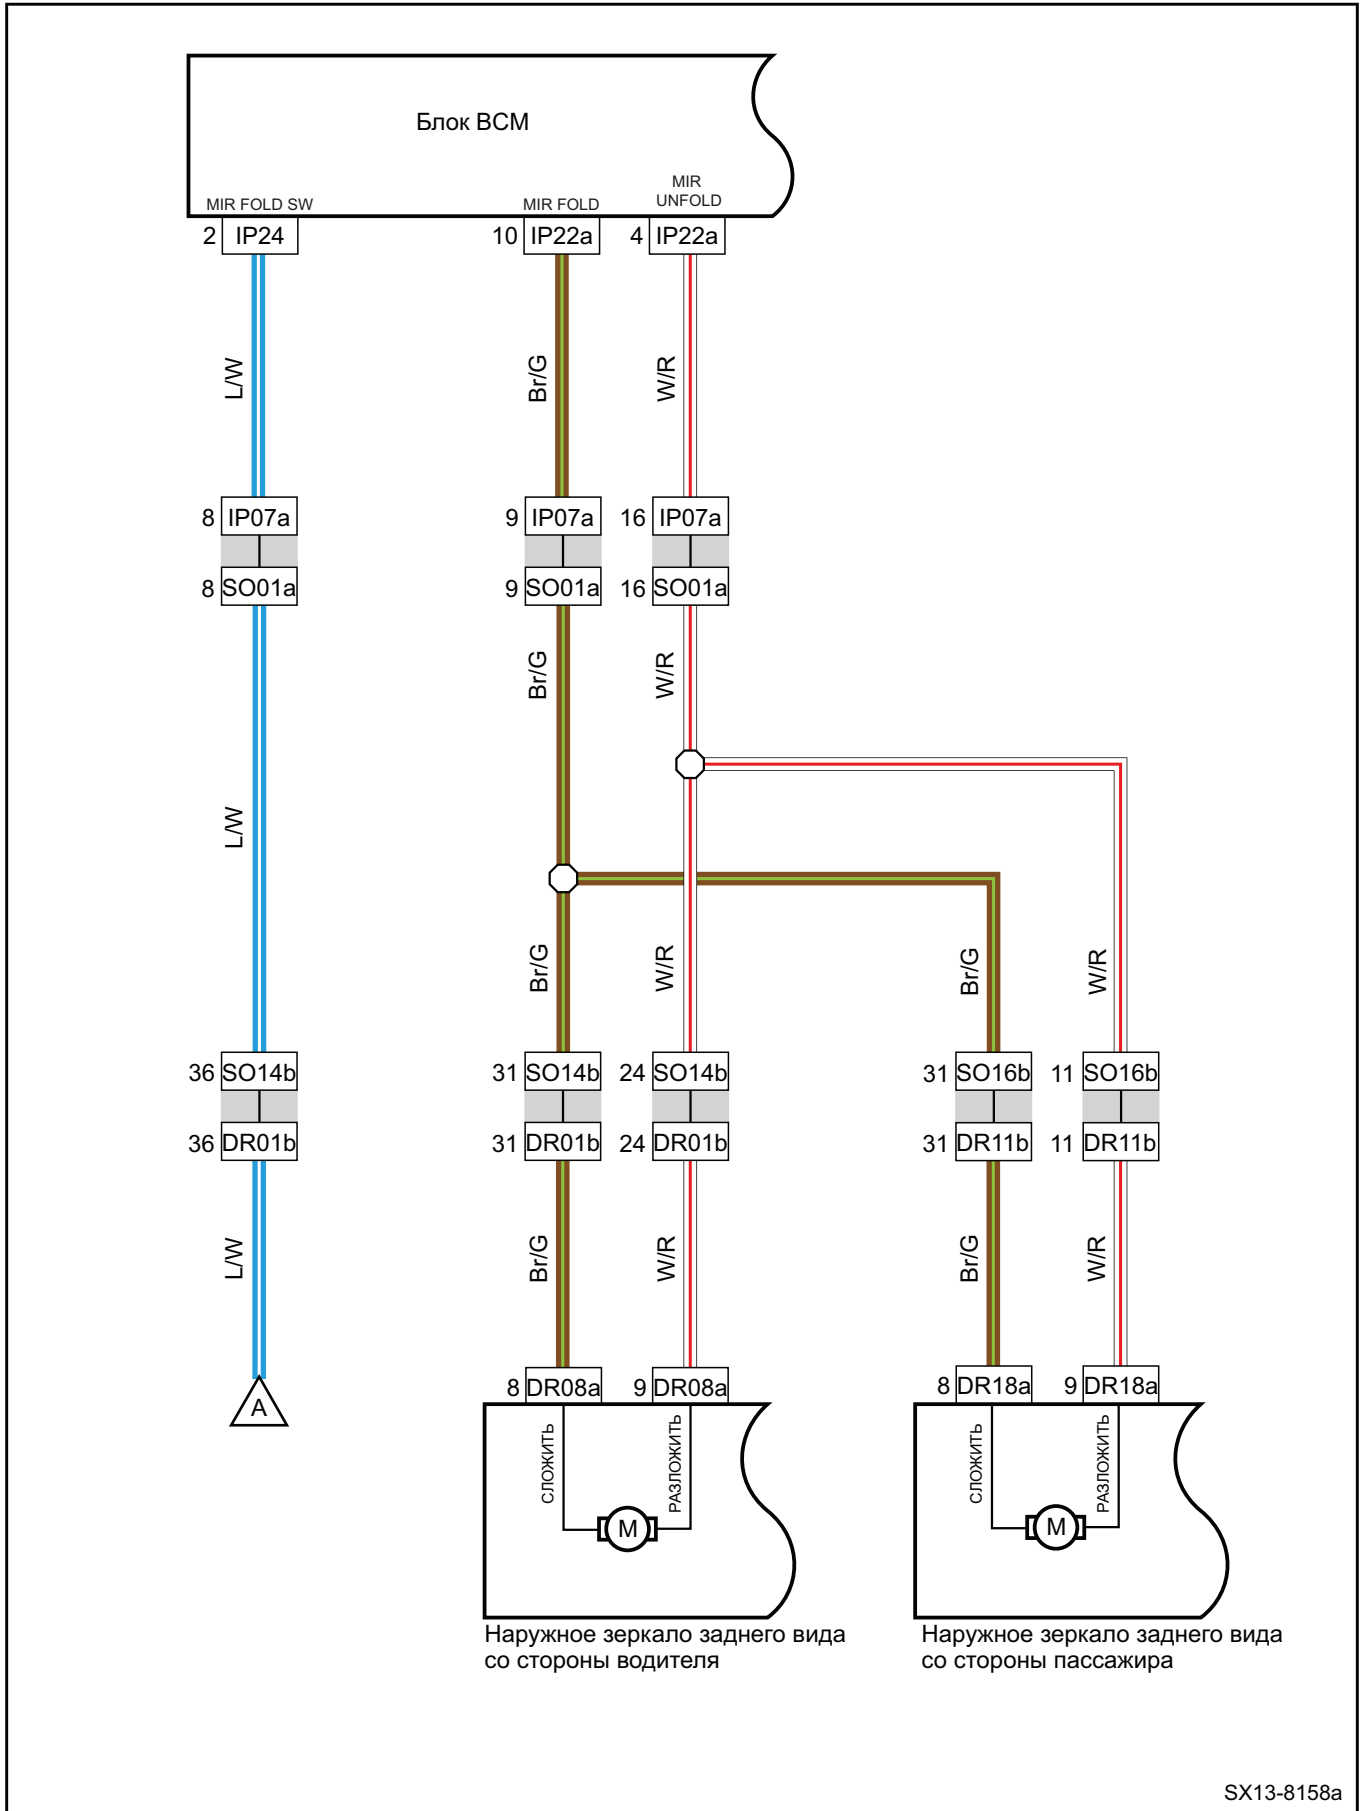 Блок BCM
MIR FOLD SW
MIR FOLD
MIR
UNFOLD
2 IP24
10 IP22a
4 IP22a
L/W
Br/G
W/R
8 IP07a
9 IP07a
16 IP07a
8 SO01a
9 SO01a
16 SO01a
Br/G
W/R
L/W
Br/G
W/R
Br/G
W/R
36 SO14b
31 SO14b
24 SO14b
31 SO16b
11 SO16b
36 DR01b
31 DR01b
24 DR01b
31 DR11b
11 DR11b
L/W
Br/G
W/R
Br/G
W/R
8 DR08a
9 DR08a
8 DR18a
9 DR18a
A
СЛОЖИТЬ
РАЗЛОЖИТЬ
СЛОЖИТЬ
РАЗЛОЖИТЬ
M
M
Наружное зеркало заднего вида
со стороны водителя
Наружное зеркало заднего вида
со стороны пассажира
SX13-8158a